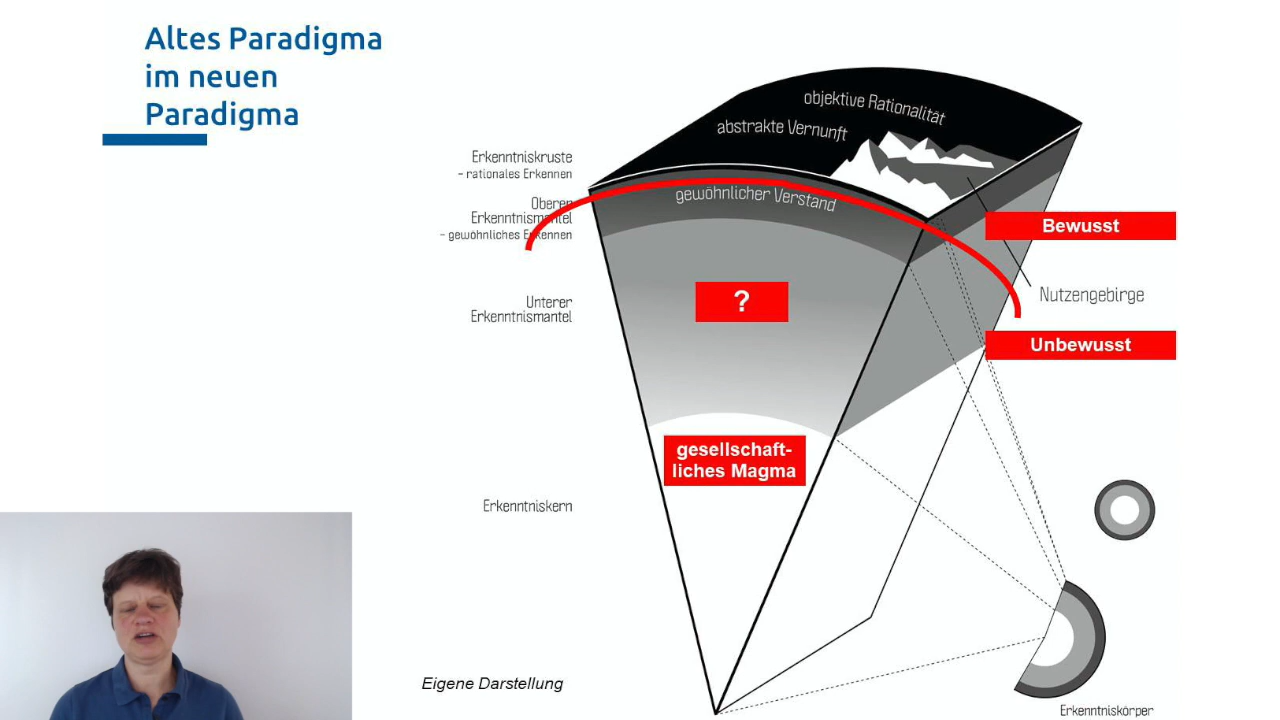 Altes Paradigma
im neuen
Paradigma
objektive Rationalität
abstrakte Vernunft
Erkenntniskruste
- rationales Erkennen
gewöhnlicher Verstand
Oberer
Erkenntnismantel
- gewöhnliches Erkennen
Bewusst
?
Nutzengebirge
Unterer
Erkenntnismantel
Unbewusst
gesellschaft-
liches Magma
Erkenntniskern
Eigene Darstellung
Erkenntniskörper